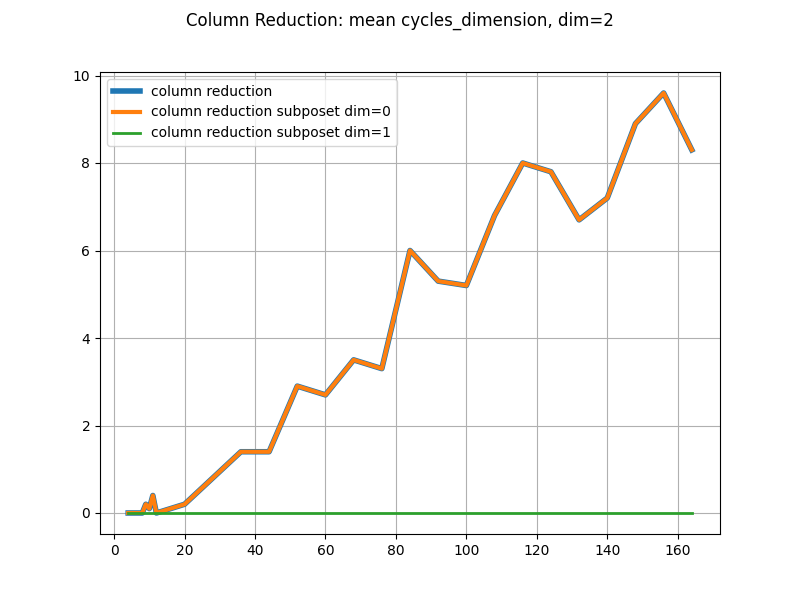 Column Reduction: mean cycles_dimension, dim=2
10
8
6
4
2
0
column reduction
column reduction subposet dim=0
column reduction subposet dim=1
0 20 40 60 80 100 120 140 160